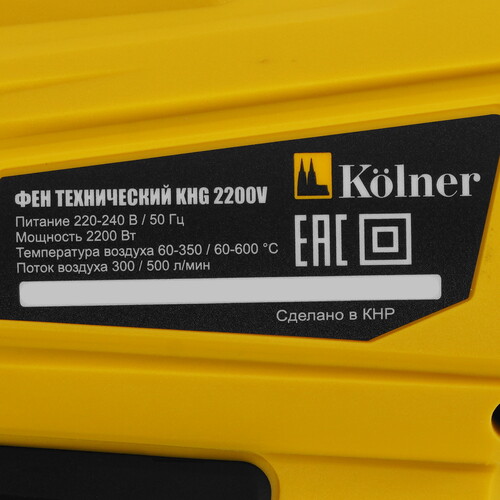 Kölner
ФЕН ТЕХНИЧЕСКИЙ KHG 2200V
Питание 220-240 В / 50 Гц
Мощность 2200 Вт
Температура воздуха 60-350 / 60-600 °C
Поток воздуха 300 / 500 л/мин
EAC
Сделано в КНР